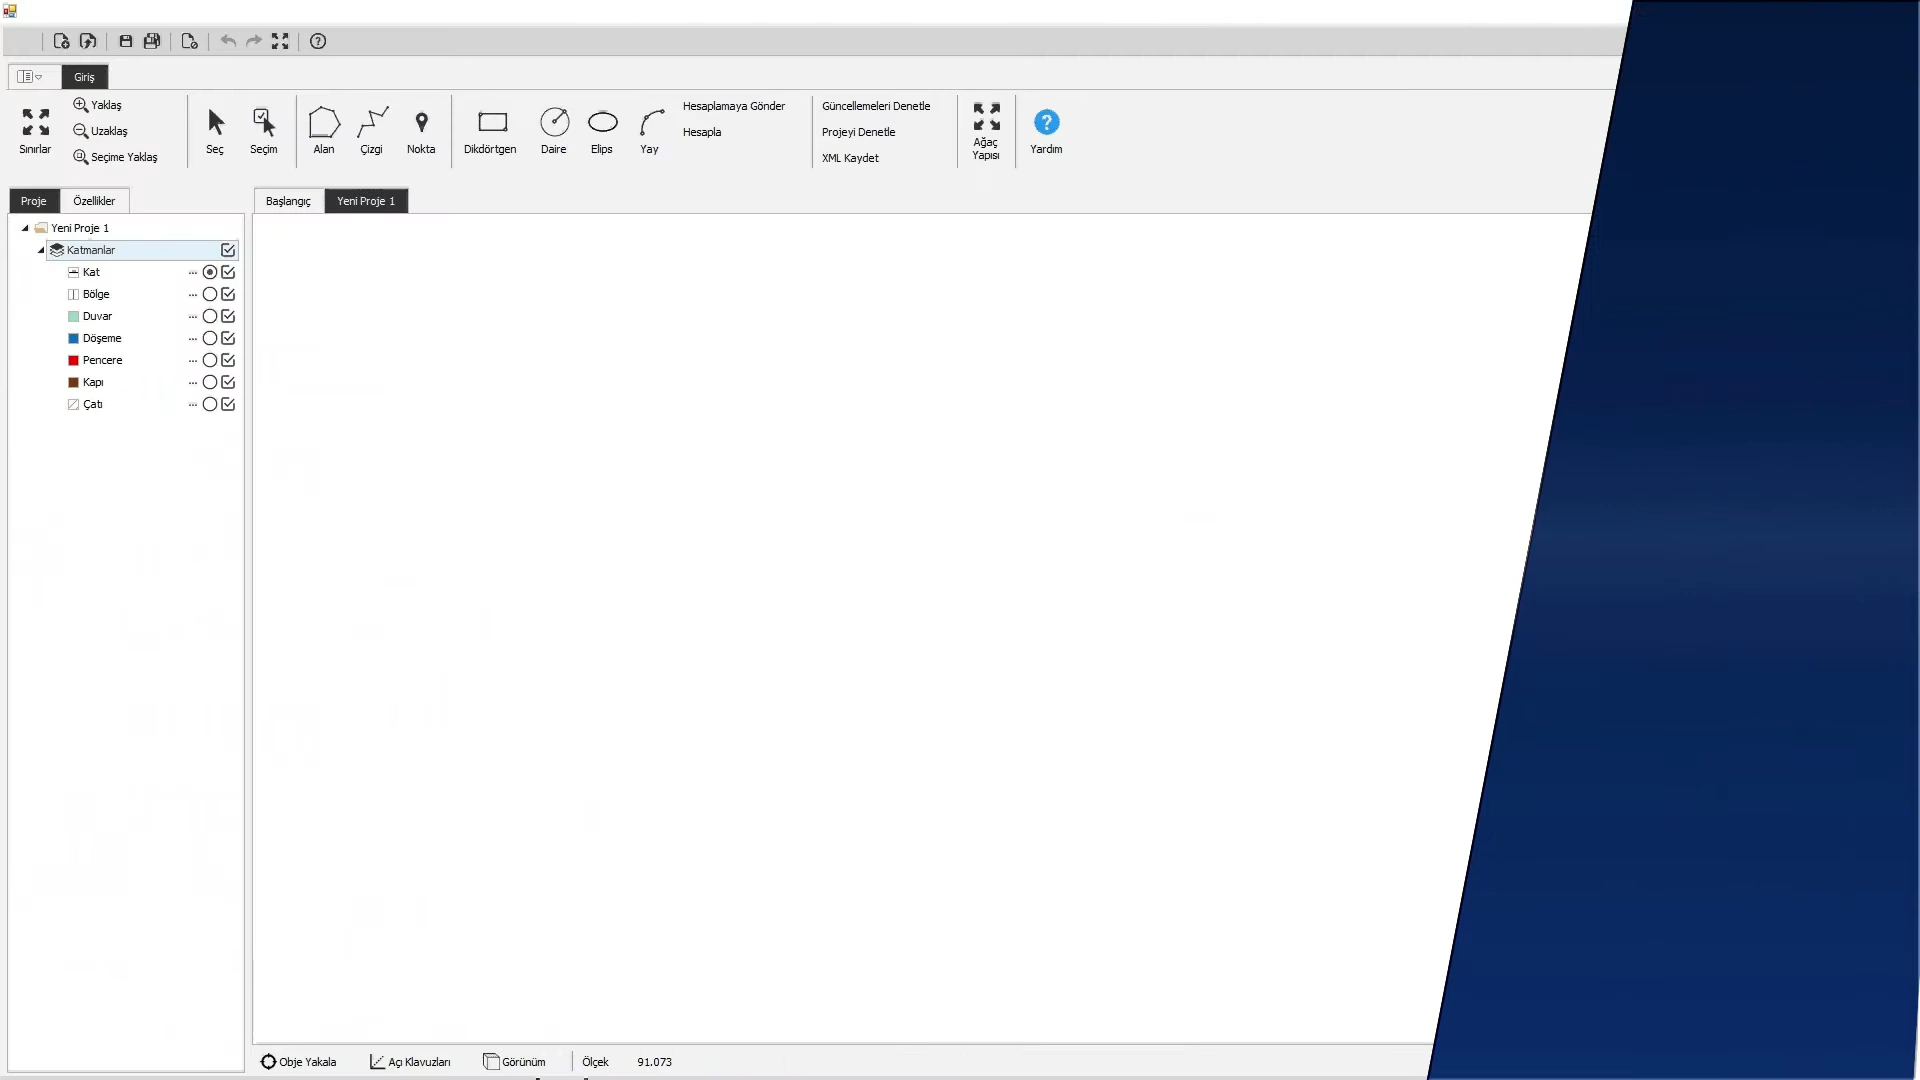 Giriş
Sınırlar
Yaklaş
Uzaklaş
Seçime Yaklaş
Seç
Seçim
Alan
Çizgi
Nokta
Dikdörtgen
Daire
Elips
Yay
Hesaplamaya Gönder
Hesapla
Güncellemeleri Denetle
Projeyi Denetle
XML Kaydet
Ağaç
Yapısı
Yardım
Proje
Özellikler
Başlangıç
Yeni Proje 1
Yeni Proje 1
Katmanlar
Kat
Bölge
Duvar
Döşeme
Pencere
Kapı
Çatı
Obje Yakala
Açı Klavuzları
Görünüm
Ölçek
91.073